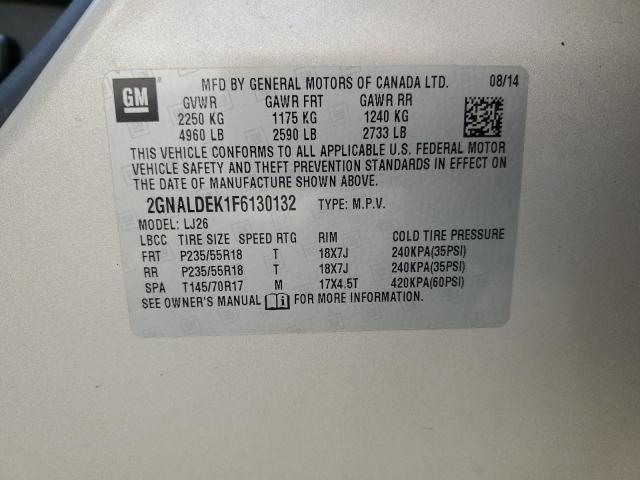 GM
MFD BY GENERAL MOTORS OF CANADA LTD. 08/14
GVWR GAWR FRT GAWR RR
2250 KG 1175 KG 1240 KG
4960 LB 2590 LB 2733 LB
THIS VEHICLE CONFORMS TO ALL APPLICABLE U.S. FEDERAL MOTOR
VEHICLE SAFETY AND THEFT PREVENTION STANDARDS IN EFFECT ON
THE DATE OF MANUFACTURE SHOWN ABOVE.
2GNALDEK1F6130132 TYPE: M.P.V.
MODEL: LJ26
LBCC TIRE SIZE SPEED RTG RIM COLD TIRE PRESSURE
FRT P235/55R18 T 18X7J 240KPA(35PSI)
RR P235/55R18 T 18X7J 240KPA(35PSI)
SPA T145/70R17 M 17X4.5T 420KPA(60PSI)
SEE OWNER'S MANUAL FOR MORE INFORMATION.